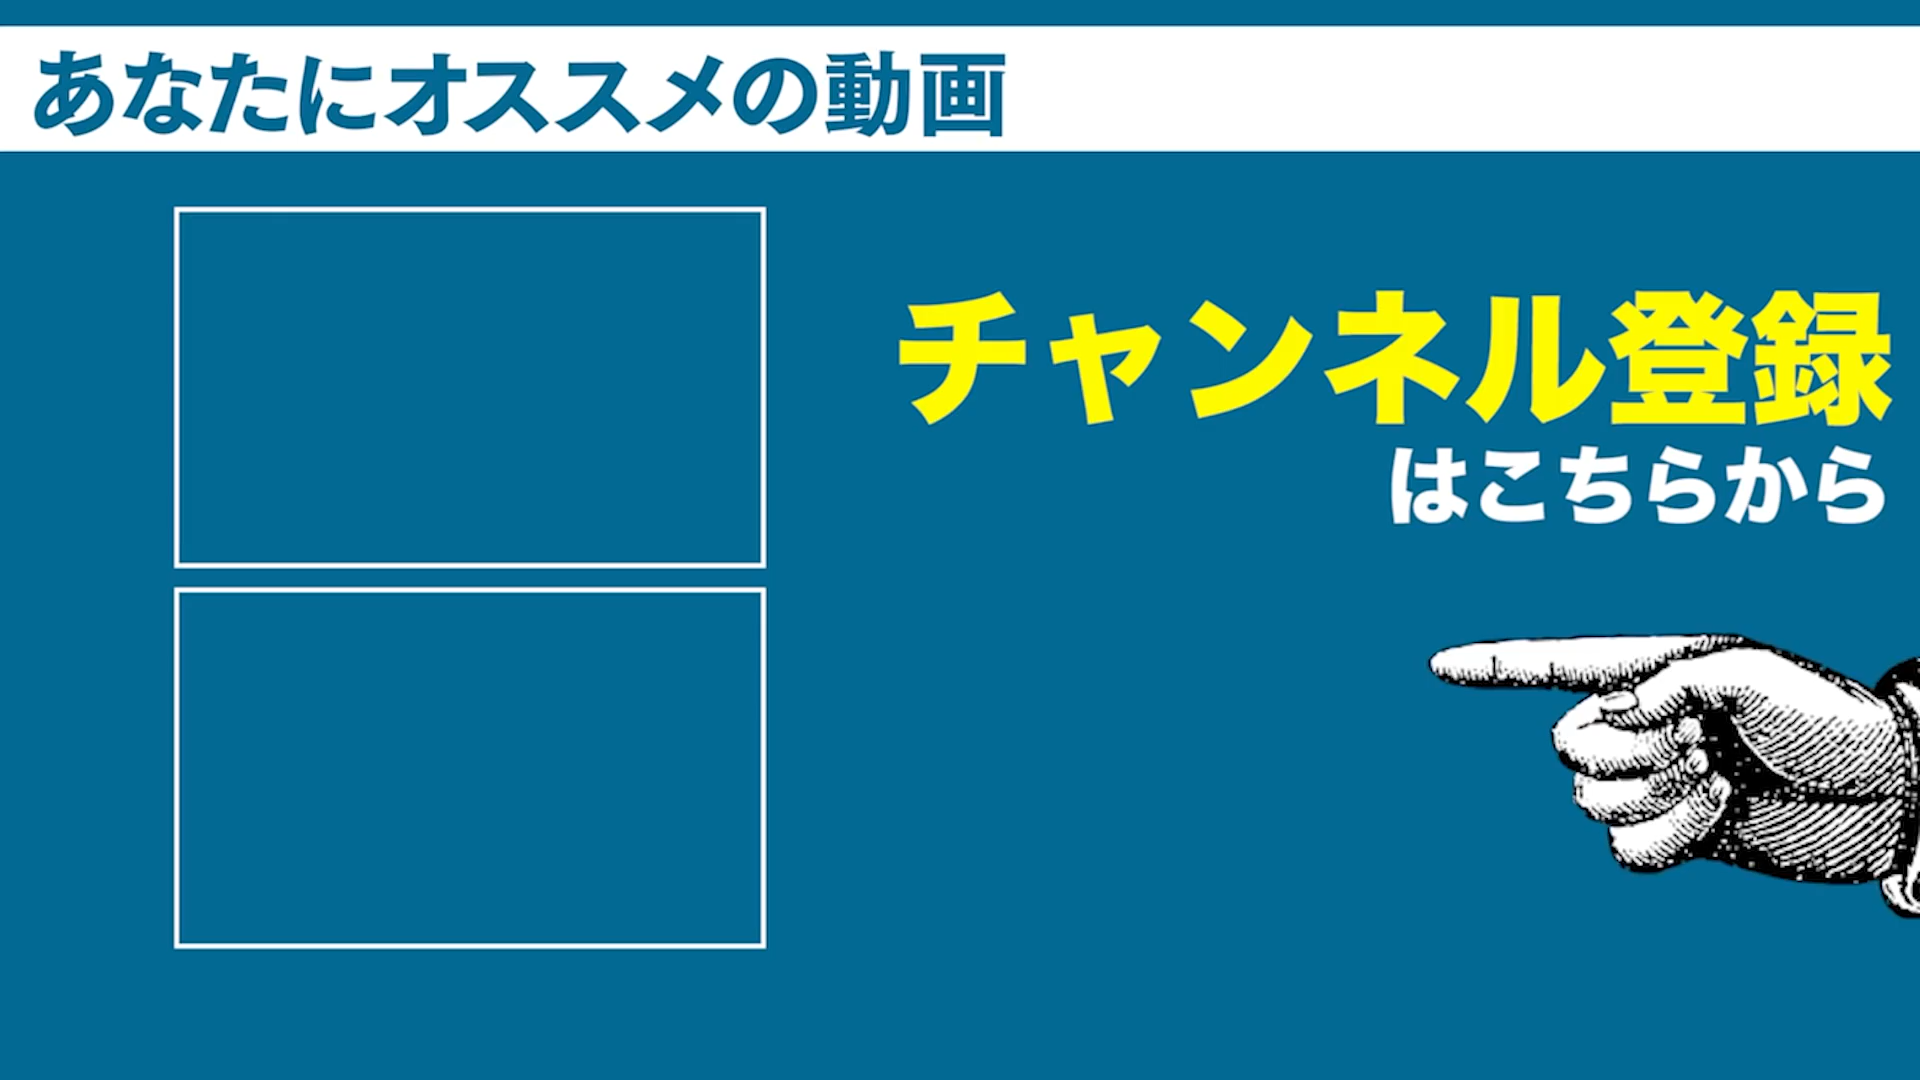 あなたにオススメの動画
チャンネル登録
はこちらから